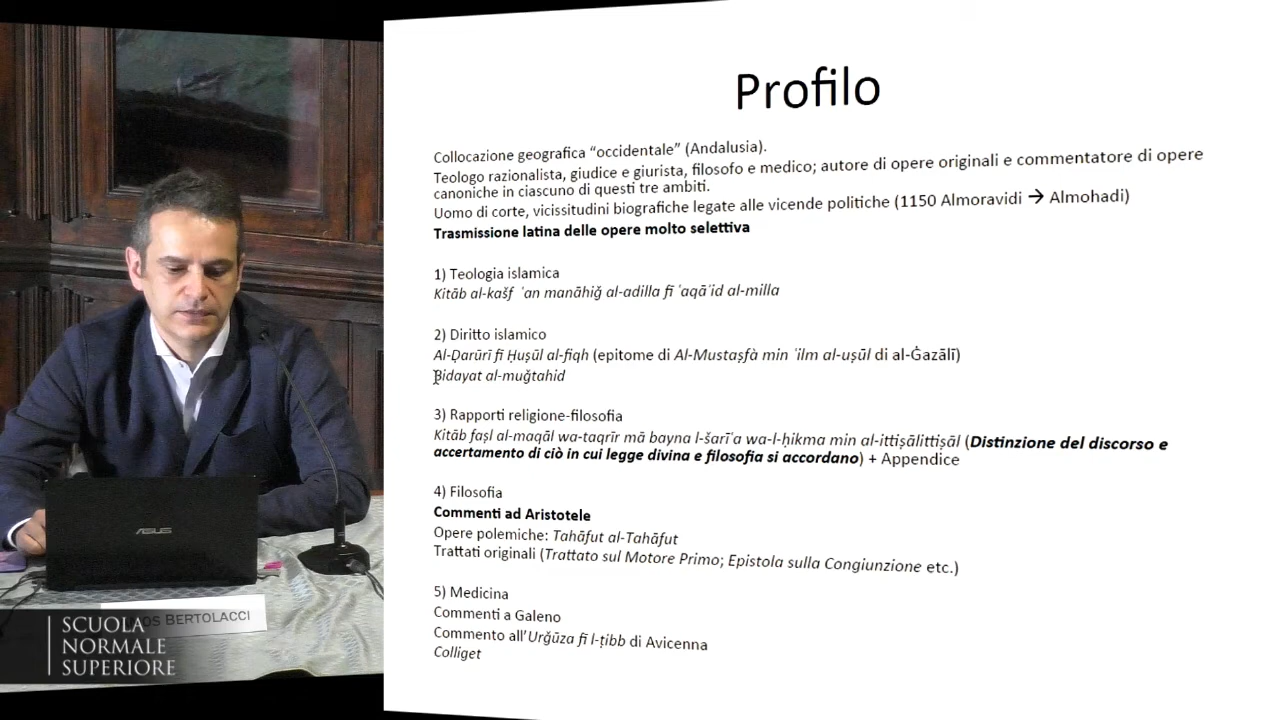 Profilo
Collocazione geografica “occidentale” (Andalusia).
Teologo razionalista, giudice e giurista, filosofo e medico; autore di opere originali e commentatore di opere
canoniche in ciascuno di questi tre ambiti.
Uomo di corte, vicissitudini biografiche legate alle vicende politiche (1150 Almoravidi → Almohadi)
Trasmissione latina delle opere molto selettiva
1) Teologia islamica
Kitāb al-kašf ʿan manāhiǧ al-adilla fī ʿaqāʾid al-milla
2) Diritto islamico
Al-Ḍarūrī fī Ḥuṣūl al-fiqh (epitome di Al-Mustaṣfà min ʿilm al-uṣūl di al-Ġazālī)
Bidayat al-muǧtahid
3) Rapporti religione-filosofia
Kitāb faṣl al-maqāl wa-taqrīr mā bayna l-šarīʿa wa-l-ḥikma min al-ittiṣālittiṣāl (Distinzione del discorso e
accertamento di ciò in cui legge divina e filosofia si accordano) + Appendice
4) Filosofia
Commenti ad Aristotele
Opere polemiche: Tahāfut al-Tahāfut
Trattati originali (Trattato sul Motore Primo; Epistola sulla Congiunzione etc.)
5) Medicina
Commenti a Galeno
Commento all’Urǧūza fī l-ṭibb di Avicenna
Colliget
ASUS
BERTOLACCI
SCUOLA
NORMALE
SUPERIORE